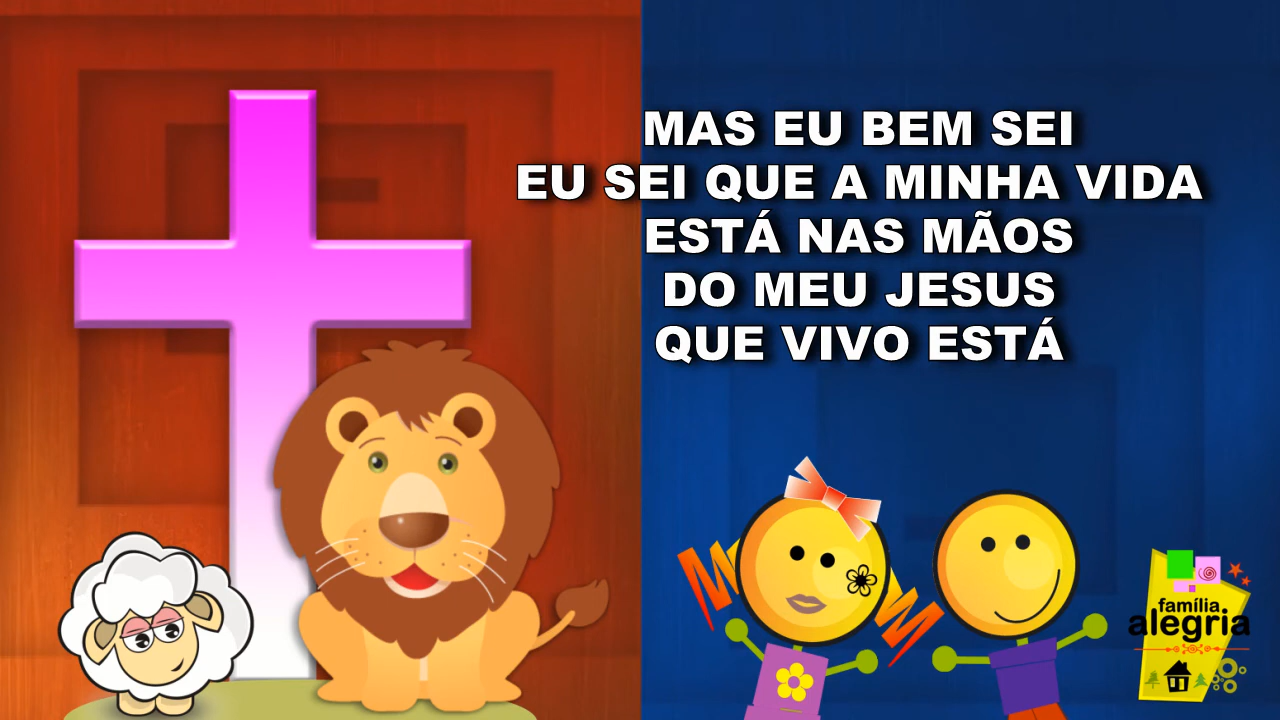 MAS EU BEM SEI
EU SEI QUE A MINHA VIDA
ESTÁ NAS MÃOS
DO MEU JESUS
QUE VIVO ESTÁ
família
alegria